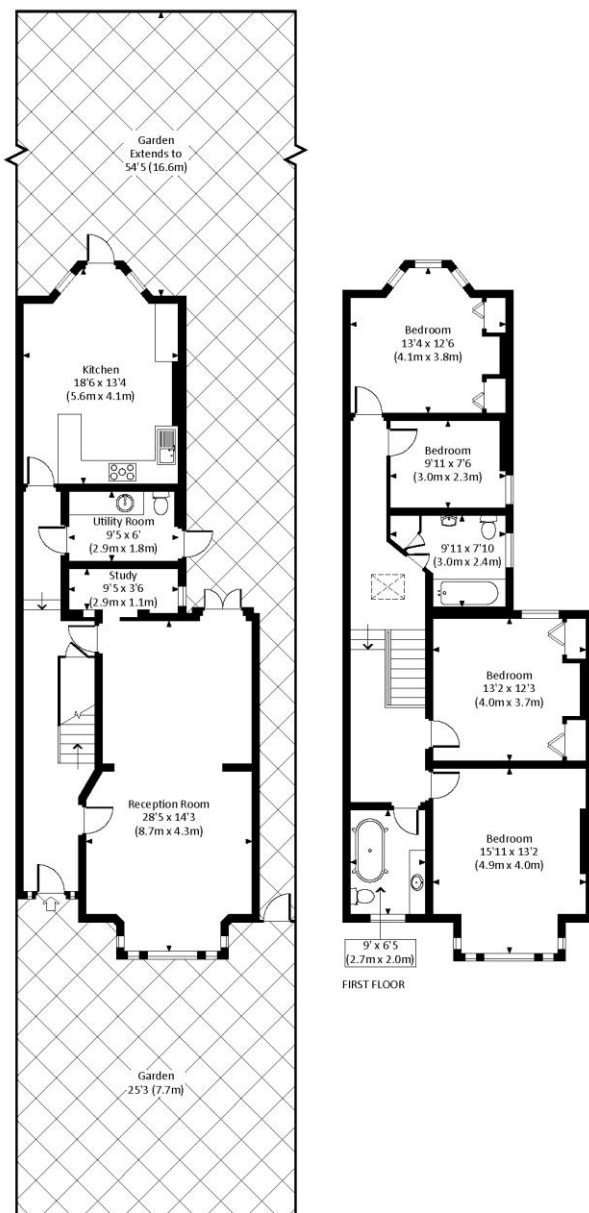 Garden
Extends to
54'5 (16.6m)
Kitchen
18'6 x 13'4
(5.6m x 4.1m)
Utility Room
9'5 x 6'
(2.9m x 1.8m)
Study
9'5 x 3'6
(2.9m x 1.1m)
Reception Room
28'5 x 14'3
(8.7m x 4.3m)
Garden
25'3 (7.7m)
Bedroom
13'4 x 12'6
(4.1m x 3.8m)
Bedroom
9'11 x 7'6
(3.0m x 2.3m)
9'11 x 7'10
(3.0m x 2.4m)
Bedroom
13'2 x 12'3
(4.0m x 3.7m)
Bedroom
15'11 x 13'2
(4.9m x 4.0m)
9' x 6'5
(2.7m x 2.0m)
FIRST FLOOR